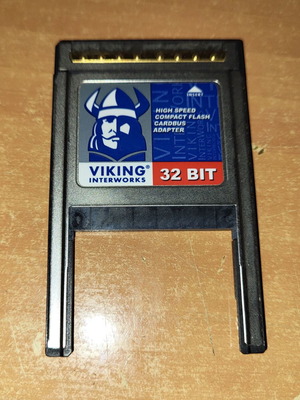 INSERT
HIGH SPEED
COMPACT FLASH
CARDBUS
ADAPTER
VIKING®
INTERWORKS
32 BIT